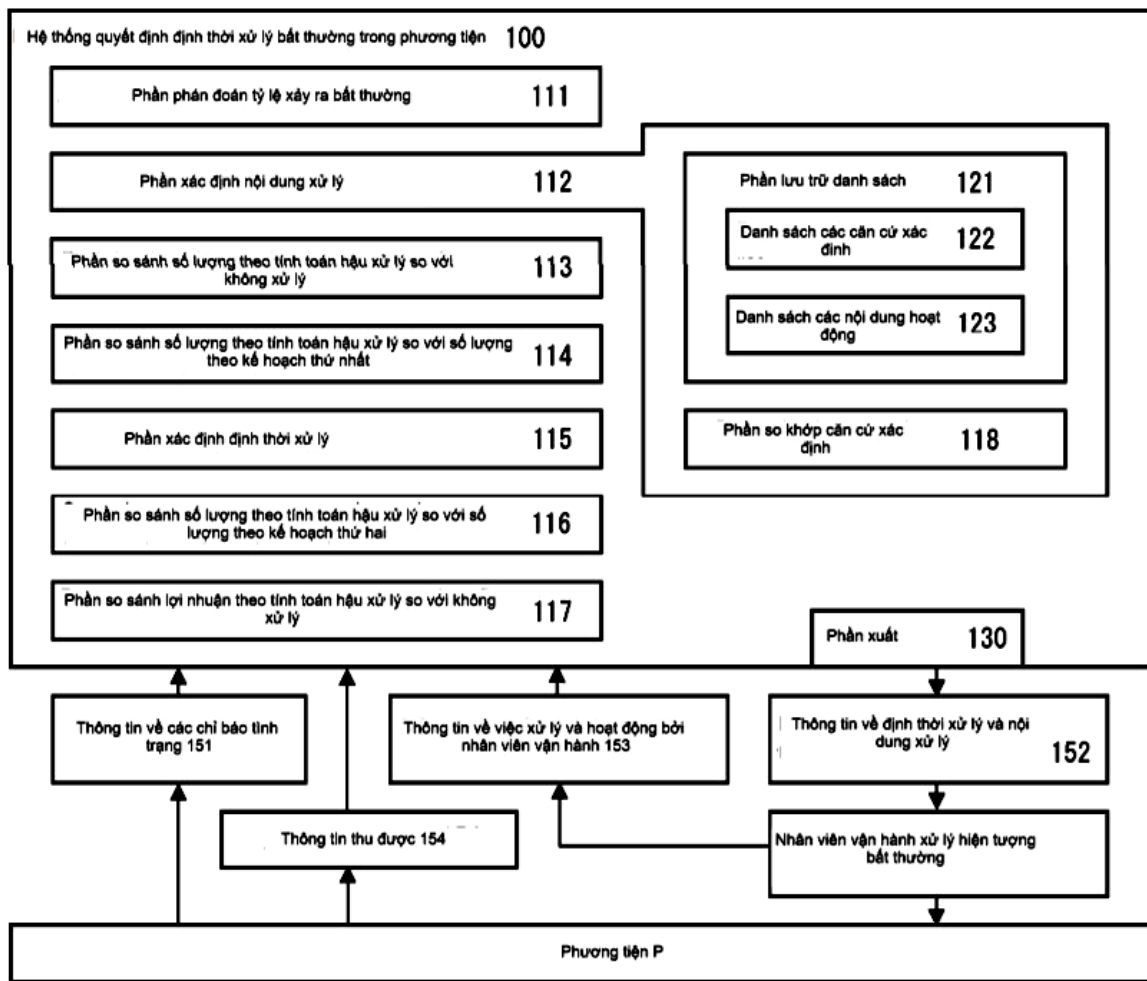 Hệ thống quyết định định thời xử lý bất thường trong phương tiện 100
Phần phán đoán tỷ lệ xảy ra bất thường 111
Phần xác định nội dung xử lý 112
Phần so sánh số lượng theo tính toán hậu xử lý so với
không xử lý 113
Phần so sánh số lượng theo tính toán hậu xử lý so với số lượng
theo kế hoạch thứ nhất 114
Phần xác định định thời xử lý 115
Phần so sánh số lượng theo tính toán hậu xử lý so với số
lượng theo kế hoạch thứ hai 116
Phần so sánh lợi nhuận theo tính toán hậu xử lý so với không
xử lý 117
Phần lưu trữ danh sách 121
Danh sách các căn cứ xác
định 122
Danh sách các nội dung hoạt
động 123
Phần so khớp căn cứ xác
định 118
Phần xuất 130
Thông tin về các chỉ báo tình
trạng 151
Thông tin về việc xử lý và hoạt động bởi
nhân viên vận hành 153
Thông tin về định thời xử lý và nội
dung xử lý 152
Thông tin thu được 154
Nhân viên vận hành xử lý hiện tượng
bất thường
Phương tiện P